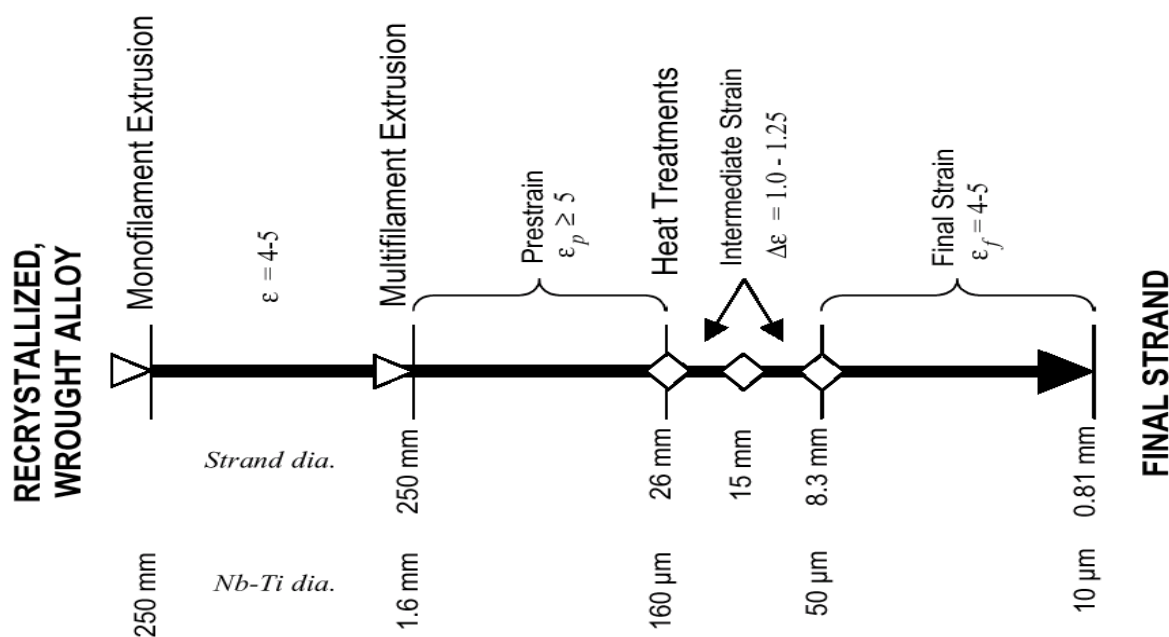 RECRYSTALLIZED,
WROUGHT ALLOY
Monofilament Extrusion
ε = 4-5
Multifilament Extrusion
Prestrain
εp ≥ 5
Heat Treatments
Intermediate Strain
Δε = 1.0 - 1.25
Final Strain
εf = 4-5
Strand dia.
250 mm
26 mm
15 mm
8.3 mm
0.81 mm
FINAL STRAND
Nb-Ti dia.
250 mm
1.6 mm
160 µm
50 µm
10 µm